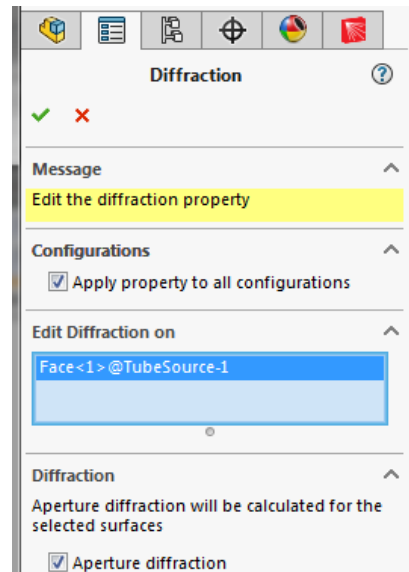 Diffraction
Message
Edit the diffraction property
Configurations
Apply property to all configurations
Edit Diffraction on
Face<1>@TubeSource-1
Diffraction
Aperture diffraction will be calculated for the
selected surfaces
Aperture diffraction